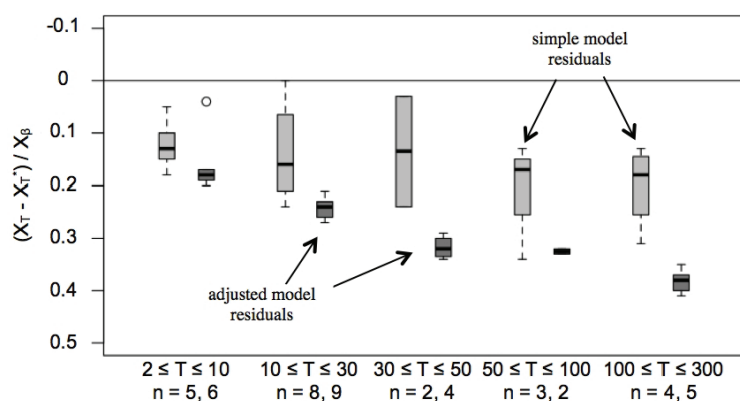 simple model
residuals
-0.1
0
0.1
0.2
0.3
0.4
0.5
(X_T - X_T') / X_β
adjusted model
residuals
2 ≤ T ≤ 10
10 ≤ T ≤ 30
30 ≤ T ≤ 50
50 ≤ T ≤ 100
100 ≤ T ≤ 300
n = 5, 6
n = 8, 9
n = 2, 4
n = 3, 2
n = 4, 5